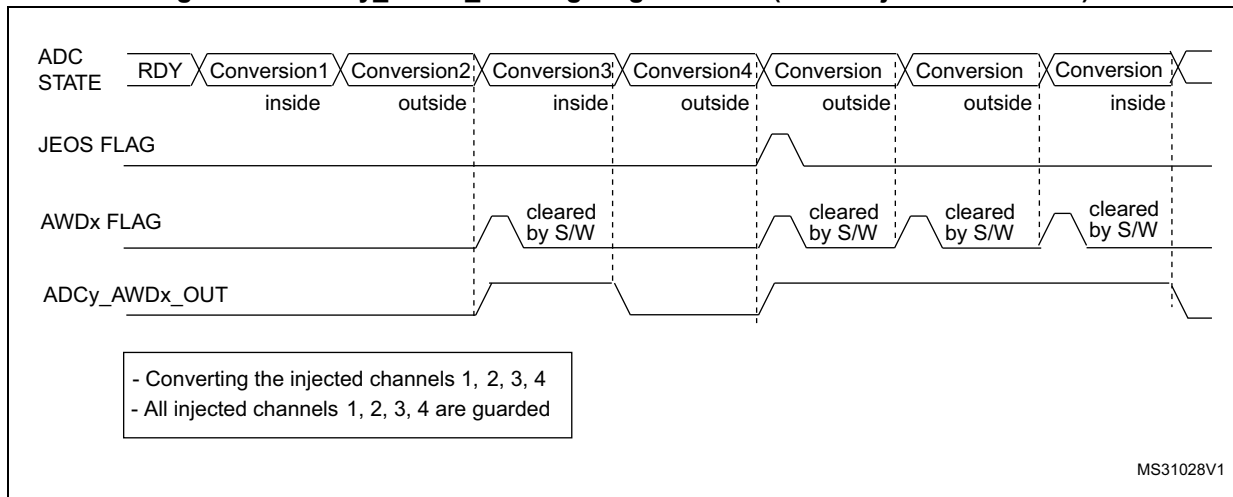 ADC
STATE
RDY Conversion1 Conversion2 Conversion3 Conversion4 Conversion Conversion Conversion
inside outside inside outside outside outside inside
JEOS FLAG
AWDx FLAG
cleared cleared cleared cleared
by S/W by S/W by S/W by S/W
ADCy_AWDx_OUT
- Converting the injected channels 1, 2, 3, 4
- All injected channels 1, 2, 3, 4 are guarded
MS31028V1